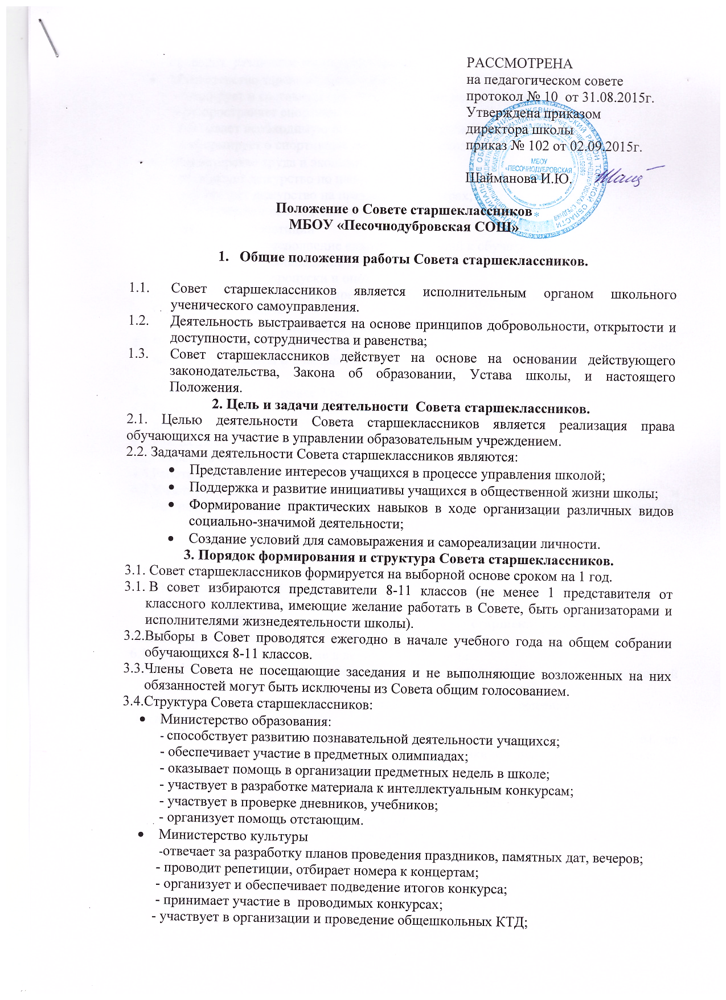 РАССМОТРЕНА
на педагогическом совете
протокол № 10  от 31.08.2015г.
Утверждена приказом
директора школы
приказ № 102 от 02.09.2015г.
МБОУ
«ПЕСОЧНОДУБРОВСКАЯ
СОШ»
Шайманова И.Ю.
Положение о Совете старшеклассников
МБОУ «Песочнодубровская СОШ»
1. Общие положения работы Совета старшеклассников.
1.1. Совет старшеклассников является исполнительным органом школьного
ученического самоуправления.
1.2. Деятельность выстраивается на основе принципов добровольности, открытости и
доступности, сотрудничества и равенства;
1.3. Совет старшеклассников действует на основе на основании действующего
законодательства, Закона об образовании, Устава школы, и настоящего
Положения.
2. Цель и задачи деятельности  Совета старшеклассников.
2.1. Целью деятельности Совета старшеклассников является реализация права
обучающихся на участие в управлении образовательным учреждением.
2.2. Задачами деятельности Совета старшеклассников являются:
• Представление интересов учащихся в процессе управления школой;
• Поддержка и развитие инициативы учащихся в общественной жизни школы;
• Формирование практических навыков в ходе организации различных видов
социально-значимой деятельности;
• Создание условий для самовыражения и самореализации личности.
3. Порядок формирования и структура Совета старшеклассников.
3.1. Совет старшеклассников формируется на выборной основе сроком на 1 год.
3.1. В совет избираются представители 8-11 классов (не менее 1 представителя от
классного коллектива, имеющие желание работать в Совете, быть организаторами и
исполнителями жизнедеятельности школы).
3.2.Выборы в Совет проводятся ежегодно в начале учебного года на общем собрании
обучающихся 8-11 классов.
3.3.Члены Совета не посещающие заседания и не выполняющие возложенных на них
обязанностей могут быть исключены из Совета общим голосованием.
3.4.Структура Совета старшеклассников:
• Министерство образования:
- способствует развитию познавательной деятельности учащихся;
- обеспечивает участие в предметных олимпиадах;
- оказывает помощь в организации предметных недель в школе;
- участвует в разработке материала к интеллектуальным конкурсам;
- участвует в проверке дневников, учебников;
- организует помощь отстающим.
• Министерство культуры
-отвечает за разработку планов проведения праздников, памятных дат, вечеров;
- проводит репетиции, отбирает номера к концертам;
- организует и обеспечивает подведение итогов конкурса;
- принимает участие в  проводимых конкурсах;
- участвует в организации и проведение общешкольных КТД;